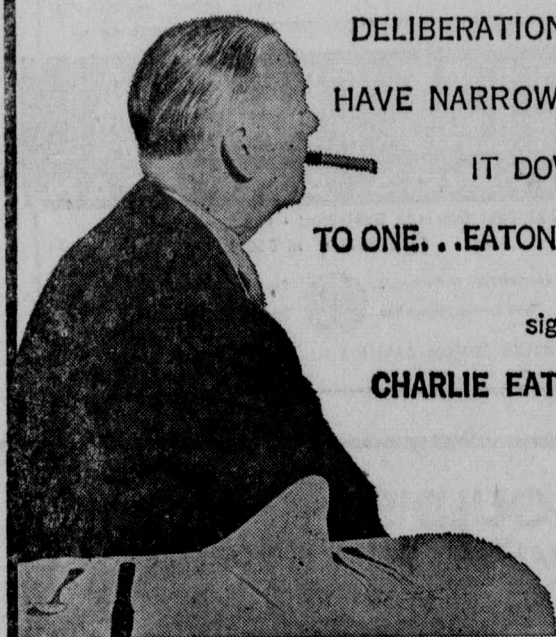 DELIBERATION
HAVE NARROW
IT DOW
TO ONE...EATON
sig
CHARLIE EAT